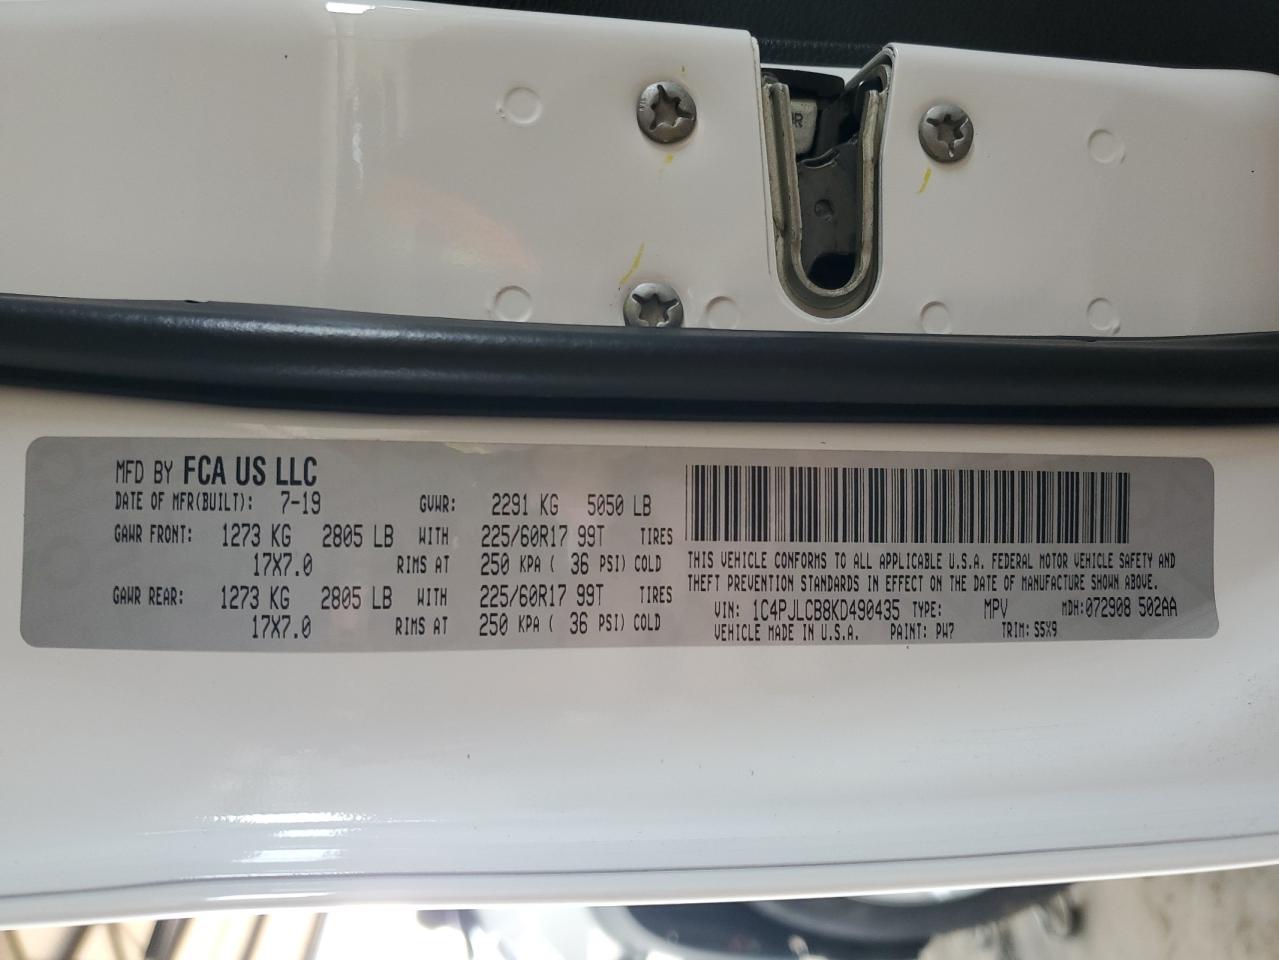 MFD BY FCA US LLC
DATE OF MFR(BUILT): 7-19 GVWR: 2291 KG 5050 LB
GAWR FRONT: 1273 KG 2805 LB WITH 225/60R17 99T TIRES
17X7.0 RIMS AT 250 KPA ( 36 PSI) COLD
GAWR REAR: 1273 KG 2805 LB WITH 225/60R17 99T TIRES
17X7.0 RIMS AT 250 KPA ( 36 PSI) COLD
THIS VEHICLE CONFORMS TO ALL APPLICABLE U.S.A. FEDERAL MOTOR VEHICLE SAFETY AND
THEFT PREVENTION STANDARDS IN EFFECT ON THE DATE OF MANUFACTURE SHOWN ABOVE.
VIN: 1C4PJLCB8KD490435 TYPE: MPV MDH: 072908 502AA
VEHICLE MADE IN U.S.A. PAINT: PW7 TRIM: S5X9